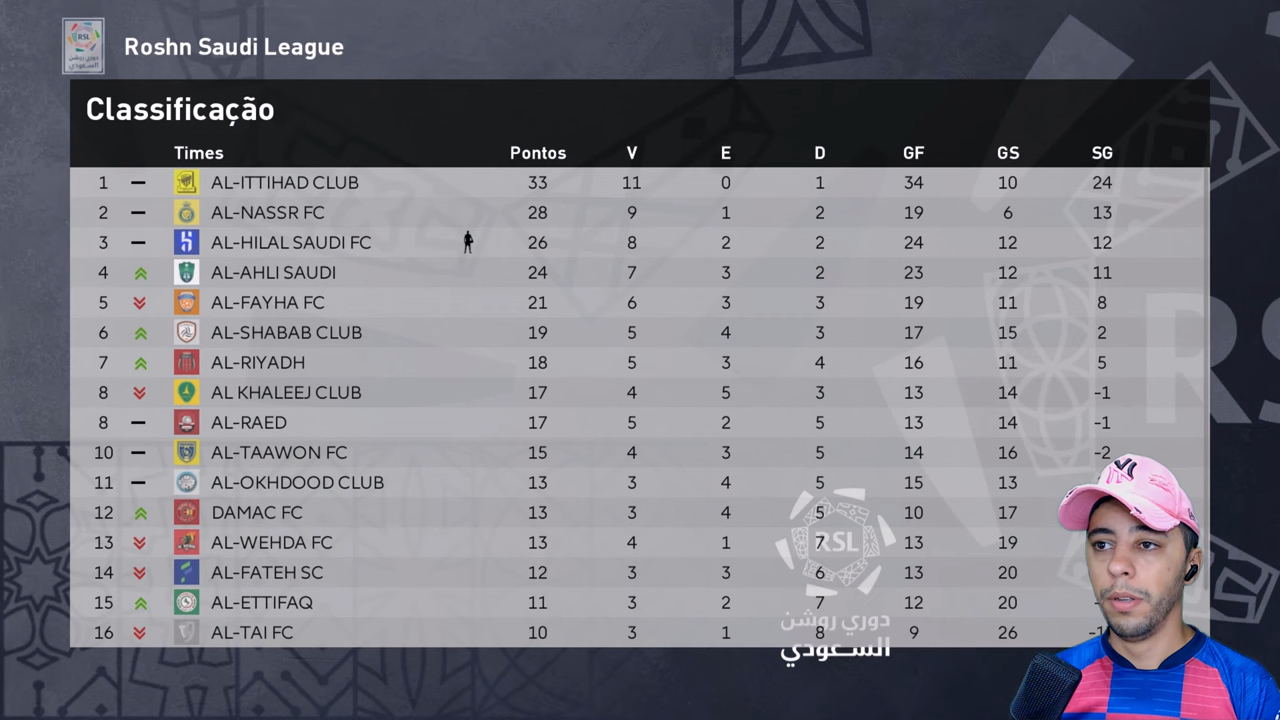 RSL
دوري روشن
السعودي
Roshn Saudi League
Classificação
Times Pontos V E D GF GS SG
1 AL-ITTIHAD CLUB 33 11 0 1 34 10 24
2 AL-NASSR FC 28 9 1 2 19 6 13
3 AL-HILAL SAUDI FC 26 8 2 2 24 12 12
4 AL-AHLI SAUDI 24 7 3 2 23 12 11
5 AL-FAYHA FC 21 6 3 3 19 11 8
6 AL-SHABAB CLUB 19 5 4 3 17 15 2
7 AL-RIYADH 18 5 3 4 16 11 5
8 AL KHALEEJ CLUB 17 4 5 3 13 14 -1
8 AL-RAED 17 5 2 5 13 14 -1
10 AL-TAAWON FC 15 4 3 5 14 16 -2
11 AL-OKHDOOD CLUB 13 3 4 5 15 13
12 DAMAC FC 13 3 4 5 10 17
13 AL-WEHDA FC 13 4 1 7 13 19
14 AL-FATEH SC 12 3 3 6 13 20
15 AL-ETTIFAQ 11 3 2 7 12 20
16 AL-TAI FC 10 3 1 8 9 26
RSL
دوري روشن
السعودي